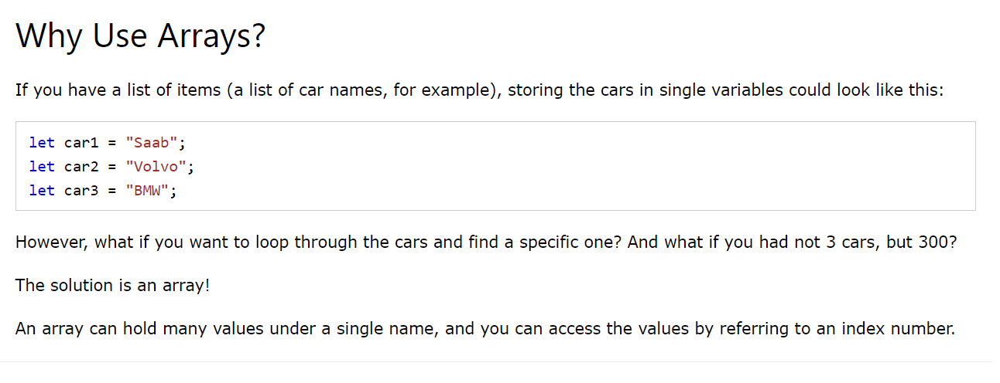 Why Use Arrays?
If you have a list of items (a list of car names, for example), storing the cars in single variables could look like this:
let car1 = "Saab";
let car2 = "Volvo";
let car3 = "BMW";
However, what if you want to loop through the cars and find a specific one? And what if you had not 3 cars, but 300?
The solution is an array!
An array can hold many values under a single name, and you can access the values by referring to an index number.